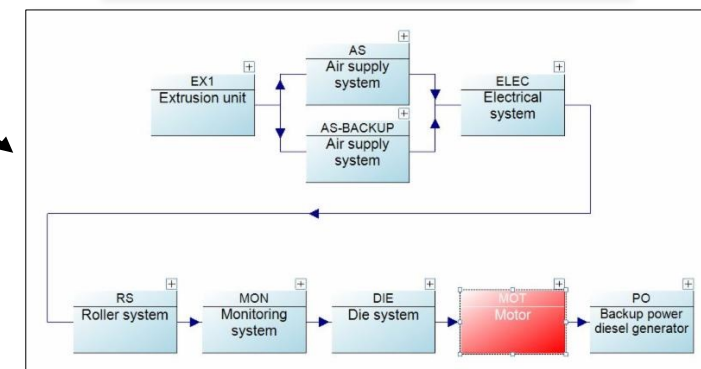 EX1
Extrusion unit
AS
Air supply
system
AS-BACKUP
Air supply
system
ELEC
Electrical
system
RS
Roller system
MON
Monitoring
system
DIE
Die system
MOT
Motor
PO
Backup power
diesel generator